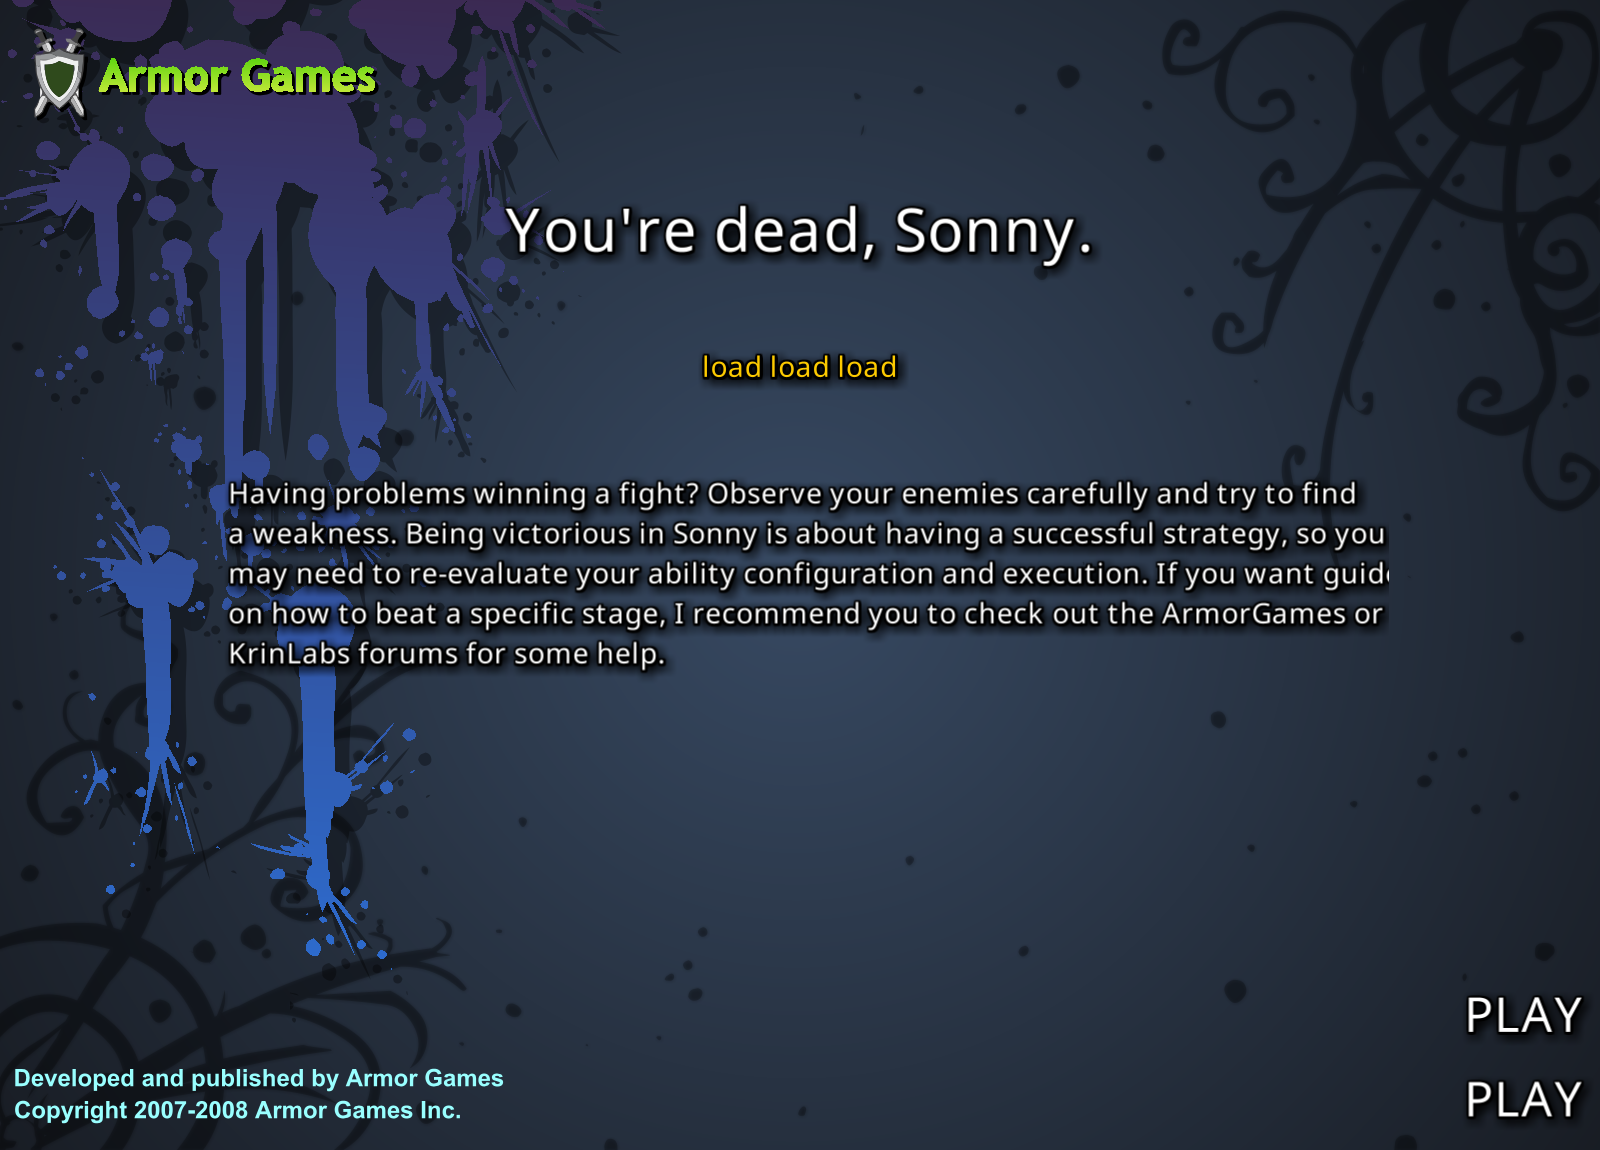 Armor Games
You're dead, Sonny.
load load load
Having problems winning a fight? Observe your enemies carefully and try to find
a weakness. Being victorious in Sonny is about having a successful strategy, so you
may need to re-evaluate your ability configuration and execution. If you want
on how to beat a specific stage, I recommend you to check out the ArmorGames or
KrinLabs forums for some help.
PLAY
PLAY
Developed and published by Armor Games
Copyright 2007-2008 Armor Games Inc.